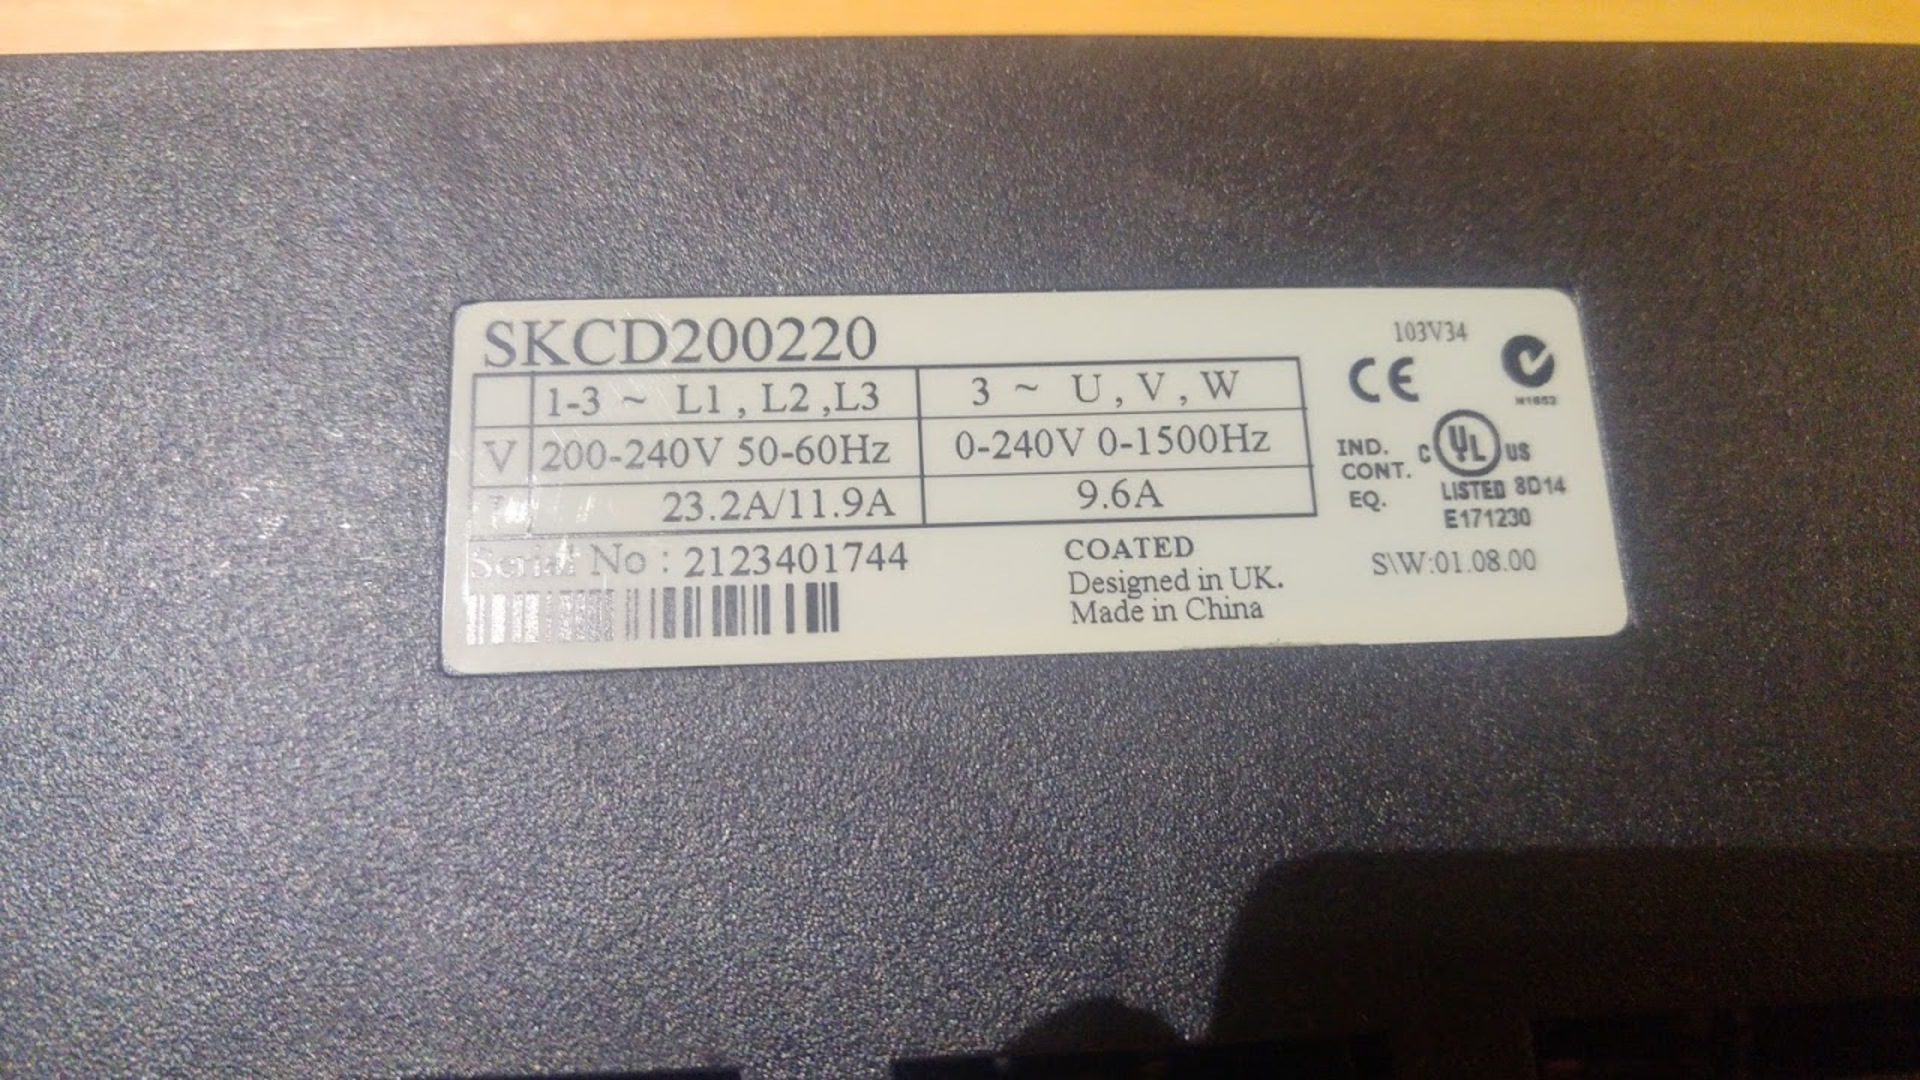 SKCD200220
103V34
1-3 ~ L1 , L2 ,L3 3 ~ U , V , W
CE
N1652
V 200-240V 50-60Hz 0-240V 0-1500Hz
IND.
CONT.
EQ.
C UL US
LISTED 8D14
E171230
I 23.2A/11.9A 9.6A
Serial No : 2123401744
COATED
Designed in UK.
Made in China
S\W:01.08.00